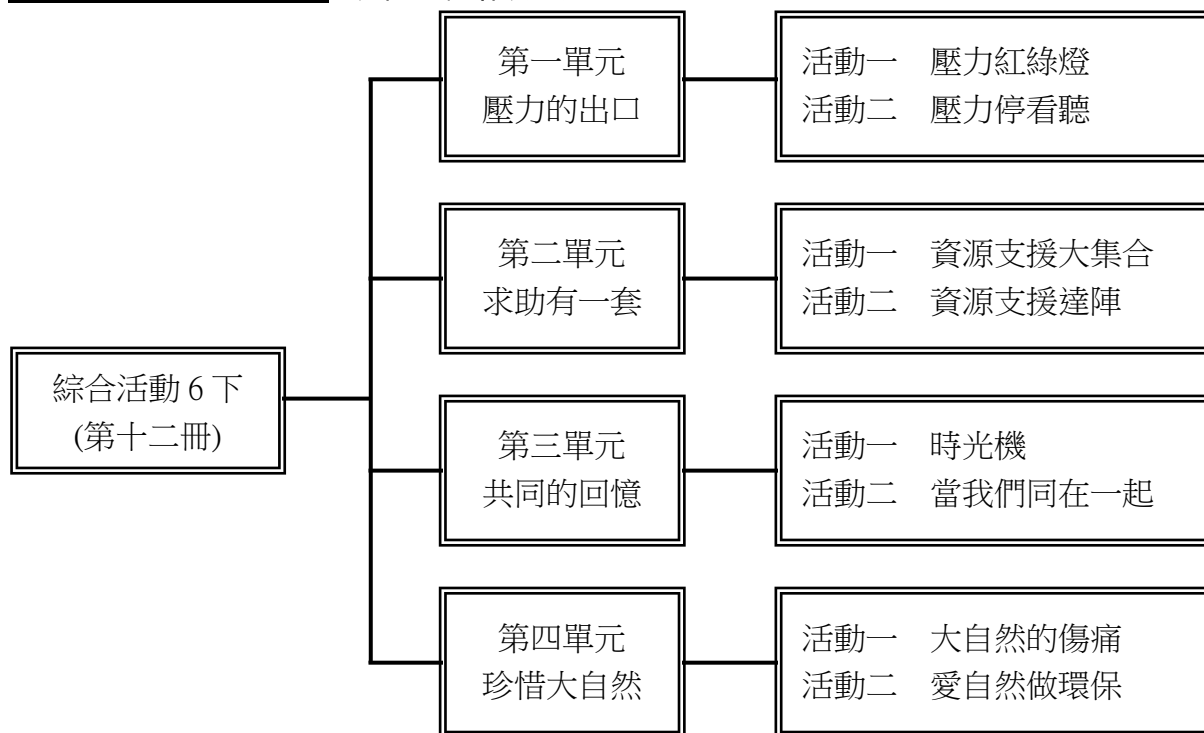 第一單元
壓力的出口
活動一　壓力紅綠燈
活動二　壓力停看聽
第二單元
求助有一套
活動一　資源支援大集合
活動二　資源支援達陣
綜合活動 6 下
(第十二冊)
第三單元
共同的回憶
活動一　時光機
活動二　當我們同在一起
第四單元
珍惜大自然
活動一　大自然的傷痛
活動二　愛自然做環保